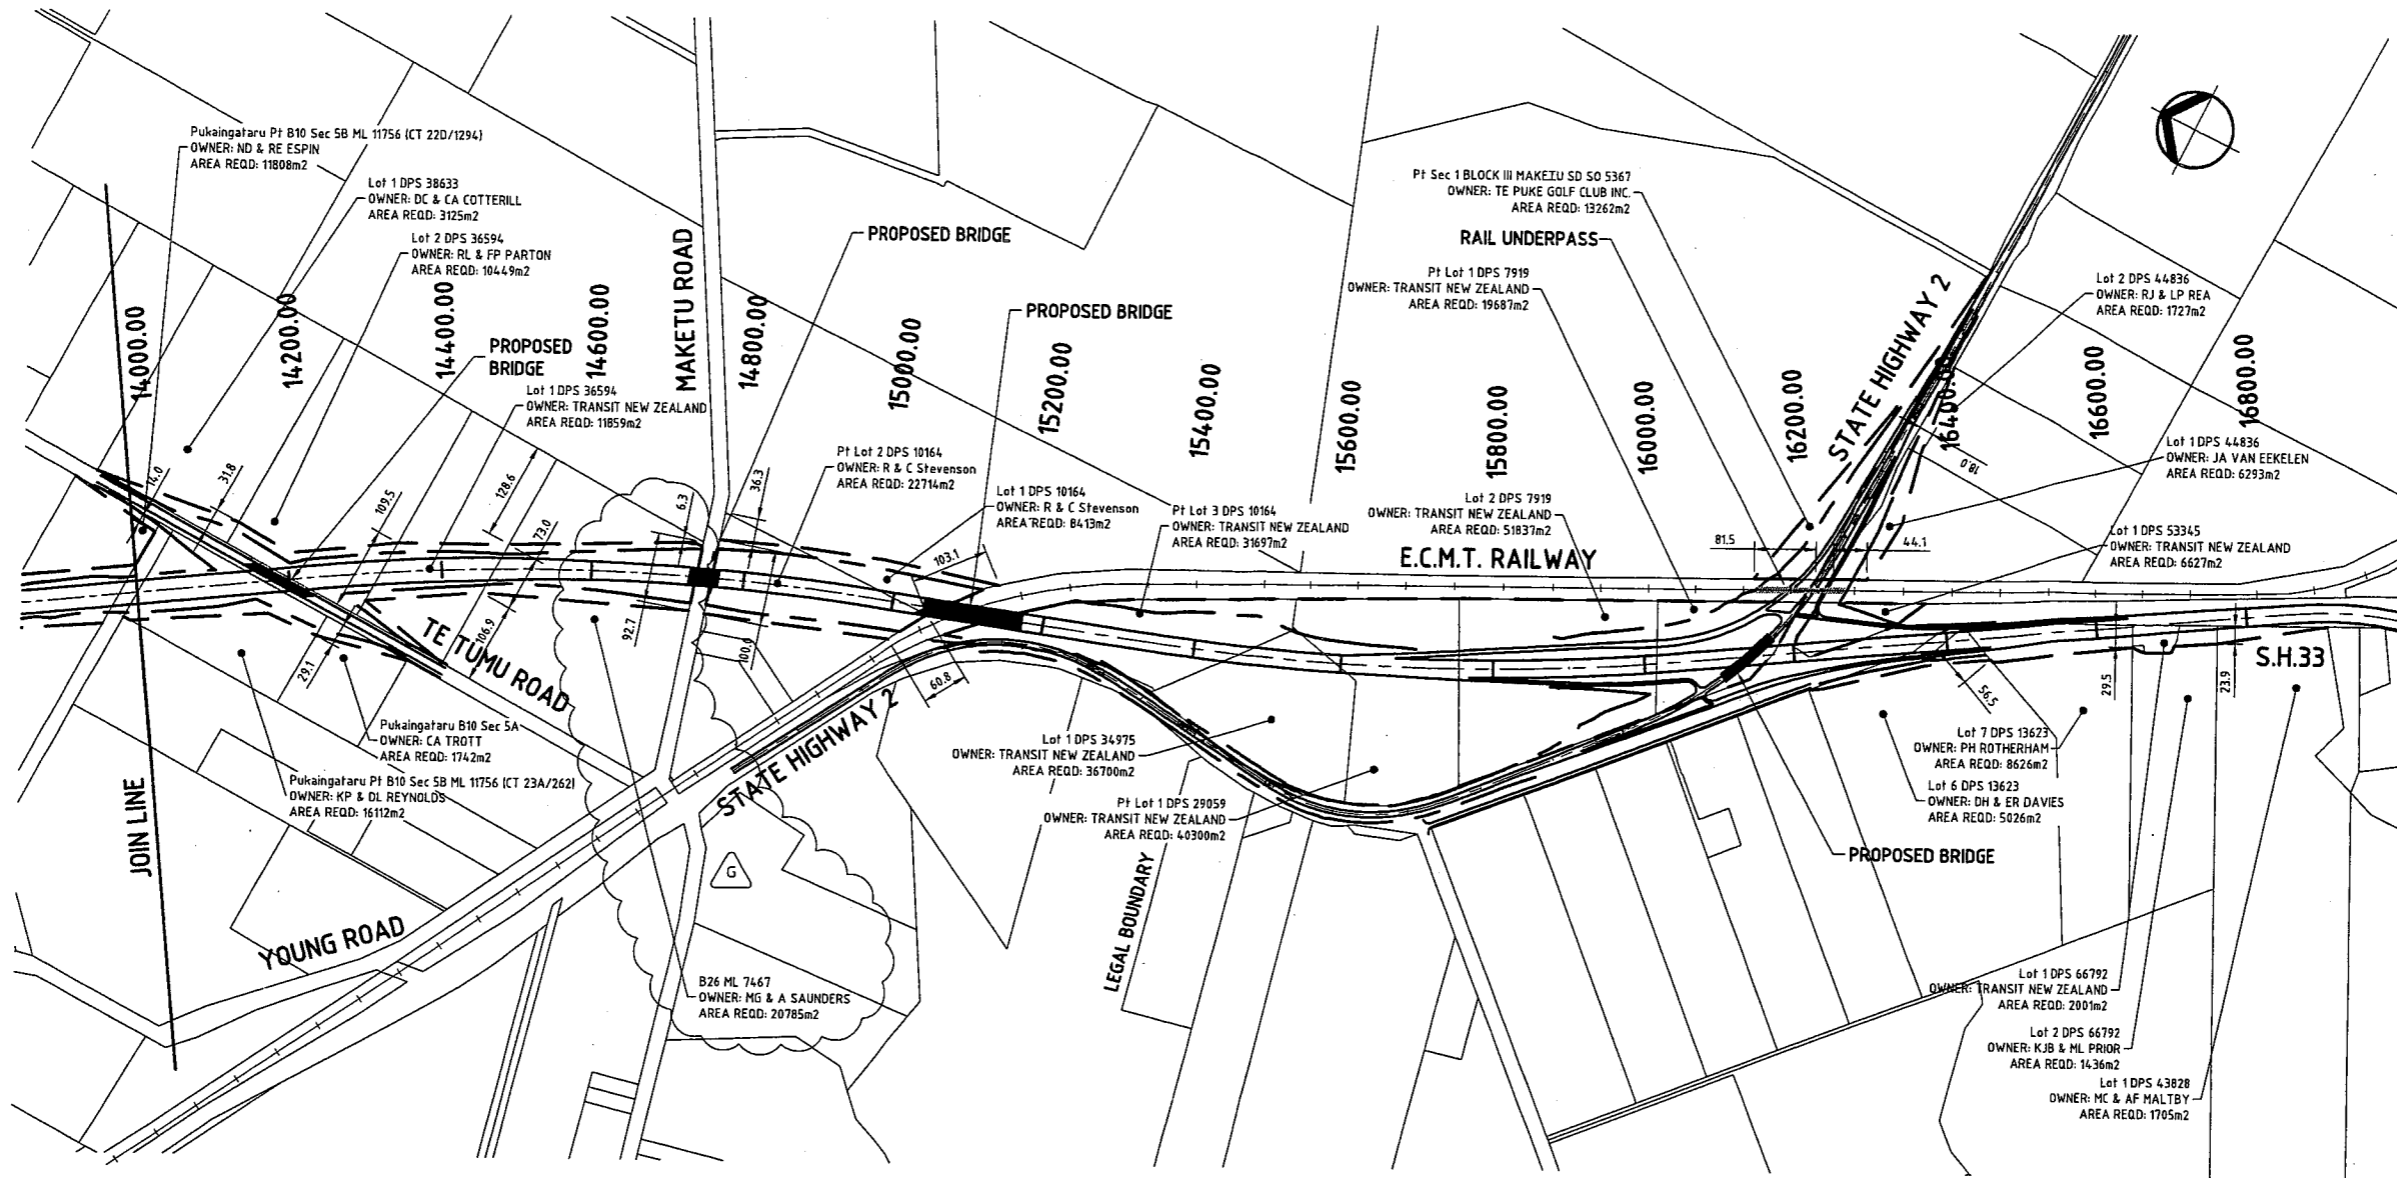 Pukaingataru Pt B10 Sec 5B ML 11756 (CT 22D/1294)
OWNER: ND & RE ESPIN
AREA REQD: 11808m2
Lot 1 DPS 38633
OWNER: DC & CA COTTERILL
AREA REQD: 3125m2
Lot 2 DPS 36594
OWNER: RL & FP PARTON
AREA REQD: 10449m2
PROPOSED
BRIDGE
Lot 1 DPS 36594
OWNER: TRANSIT NEW ZEALAND
AREA REQD: 11859m2
MAKETU ROAD
PROPOSED BRIDGE
PROPOSED BRIDGE
Pt Lot 2 DPS 10164
OWNER: R & C Stevenson
AREA REQD: 22714m2
Lot 1 DPS 10164
OWNER: R & C Stevenson
AREA REQD: 8413m2
Pt Lot 3 DPS 10164
OWNER: TRANSIT NEW ZEALAND
AREA REQD: 31697m2
Pt Sec 1 BLOCK III MAKETU SD SO 5367
OWNER: TE PUKE GOLF CLUB INC.
AREA REQD: 13262m2
RAIL UNDERPASS
Pt Lot 1 DPS 7919
OWNER: TRANSIT NEW ZEALAND
AREA REQD: 19687m2
Lot 2 DPS 7919
OWNER: TRANSIT NEW ZEALAND
AREA REQD: 51837m2
E.C.M.T. RAILWAY
STATE HIGHWAY 2
Lot 2 DPS 44836
OWNER: RJ & LP REA
AREA REQD: 1727m2
Lot 1 DPS 44836
OWNER: JA VAN EEKELEN
AREA REQD: 6293m2
Lot 1 DPS 53345
OWNER: TRANSIT NEW ZEALAND
AREA REQD: 6627m2
14000.00
14200.00
14400.00
14600.00
14800.00
15000.00
15200.00
15400.00
15600.00
15800.00
16000.00
16200.00
16400.00
16600.00
16800.00
14.0
31.8
109.5
128.6
73.0
6.3
36.3
103.1
81.5
44.1
18.0
29.1
106.9
92.7
100.0
60.8
56.5
29.5
23.9
S.H.33
TE TUMU ROAD
STATE HIGHWAY 2
Pukaingataru B10 Sec 5A
OWNER: CA TROTT
AREA REQD: 1742m2
Pukaingataru Pt B10 Sec 5B ML 11756 (CT 23A/262)
OWNER: KP & DL REYNOLDS
AREA REQD: 16112m2
JOIN LINE
YOUNG ROAD
G
B26 ML 7467
OWNER: MG & A SAUNDERS
AREA REQD: 20785m2
Lot 1 DPS 34975
OWNER: TRANSIT NEW ZEALAND
AREA REQD: 36700m2
Pt Lot 1 DPS 29059
OWNER: TRANSIT NEW ZEALAND
AREA REQD: 40300m2
LEGAL BOUNDARY
PROPOSED BRIDGE
Lot 7 DPS 13623
OWNER: PH ROTHERHAM
AREA REQD: 8626m2
Lot 6 DPS 13623
OWNER: DH & ER DAVIES
AREA REQD: 5026m2
Lot 1 DPS 66792
OWNER: TRANSIT NEW ZEALAND
AREA REQD: 2001m2
Lot 2 DPS 66792
OWNER: KJB & ML PRIOR
AREA REQD: 1436m2
Lot 1 DPS 43828
OWNER: MC & AF MALTBY
AREA REQD: 1705m2